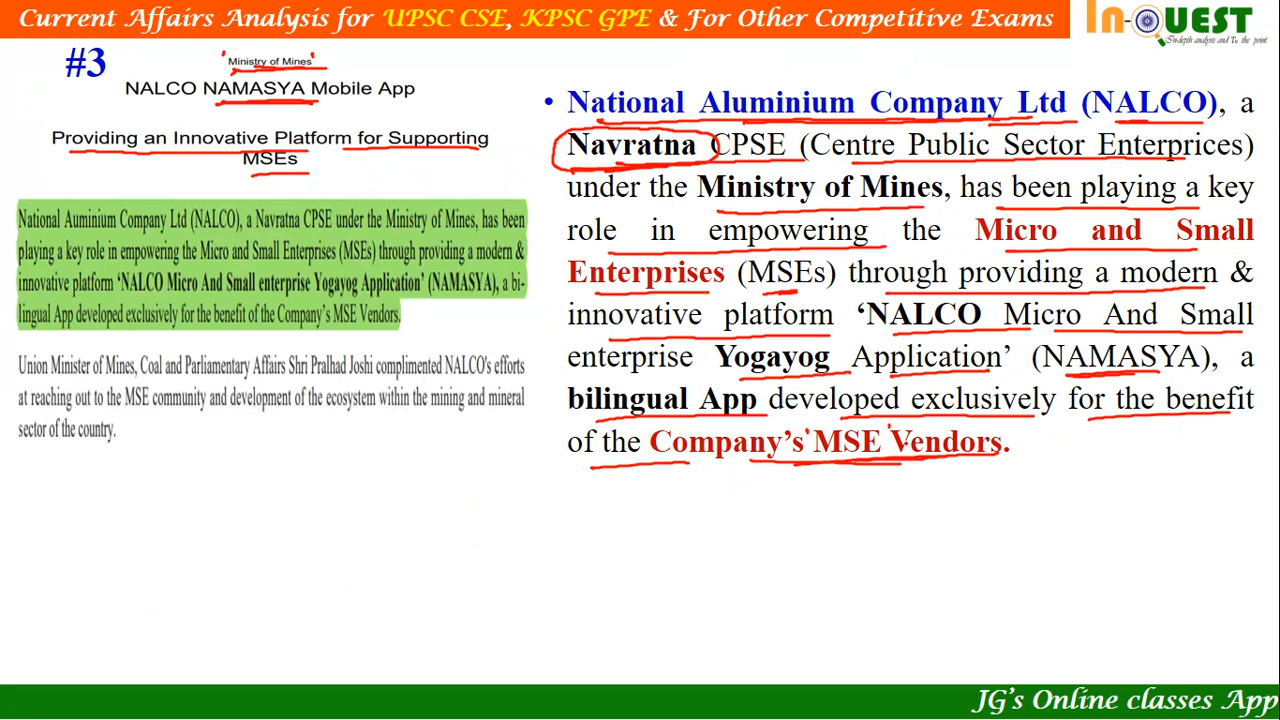 Current Affairs Analysis for UPSC CSE, KPSC GPE & For Other Competitive Exams
In-QUEST
In-depth analysis and To the point
#3
Ministry of Mines
NALCO NAMASYA Mobile App
Providing an Innovative Platform for Supporting
MSEs
National Auminium Company Ltd (NALCO), a Navratna CPSE under the Ministry of Mines, has been
playing a key role in empowering the Micro and Small Enterprises (MSEs) through providing a modern &
innovative platform ‘NALCO Micro And Small enterprise Yogayog Application’ (NAMASYA), a bi-
lingual App developed exclusively for the benefit of the Company’s MSE Vendors.
Union Minister of Mines, Coal and Parliamentary Affairs Shri Pralhad Joshi complimented NALCO's efforts
at reaching out to the MSE community and development of the ecosystem within the mining and mineral
sector of the country.
• National Aluminium Company Ltd (NALCO), a
Navratna CPSE (Centre Public Sector Enterprices)
under the Ministry of Mines, has been playing a key
role in empowering the Micro and Small
Enterprises (MSEs) through providing a modern &
innovative platform ‘NALCO Micro And Small
enterprise Yogayog Application’ (NAMASYA), a
bilingual App developed exclusively for the benefit
of the Company’s MSE Vendors.
JG's Online classes App